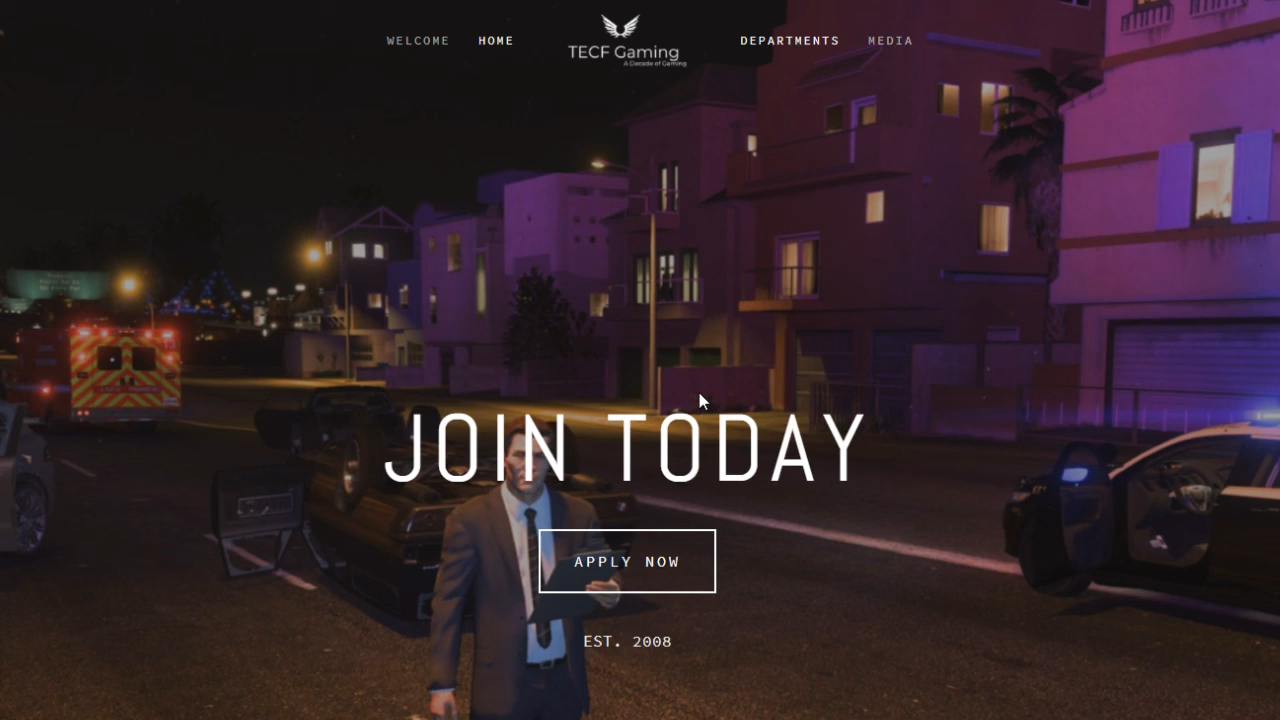 WELCOME HOME DEPARTMENTS MEDIA
TECF Gaming
A Decade of Gaming
JOIN TODAY
APPLY NOW
EST. 2008